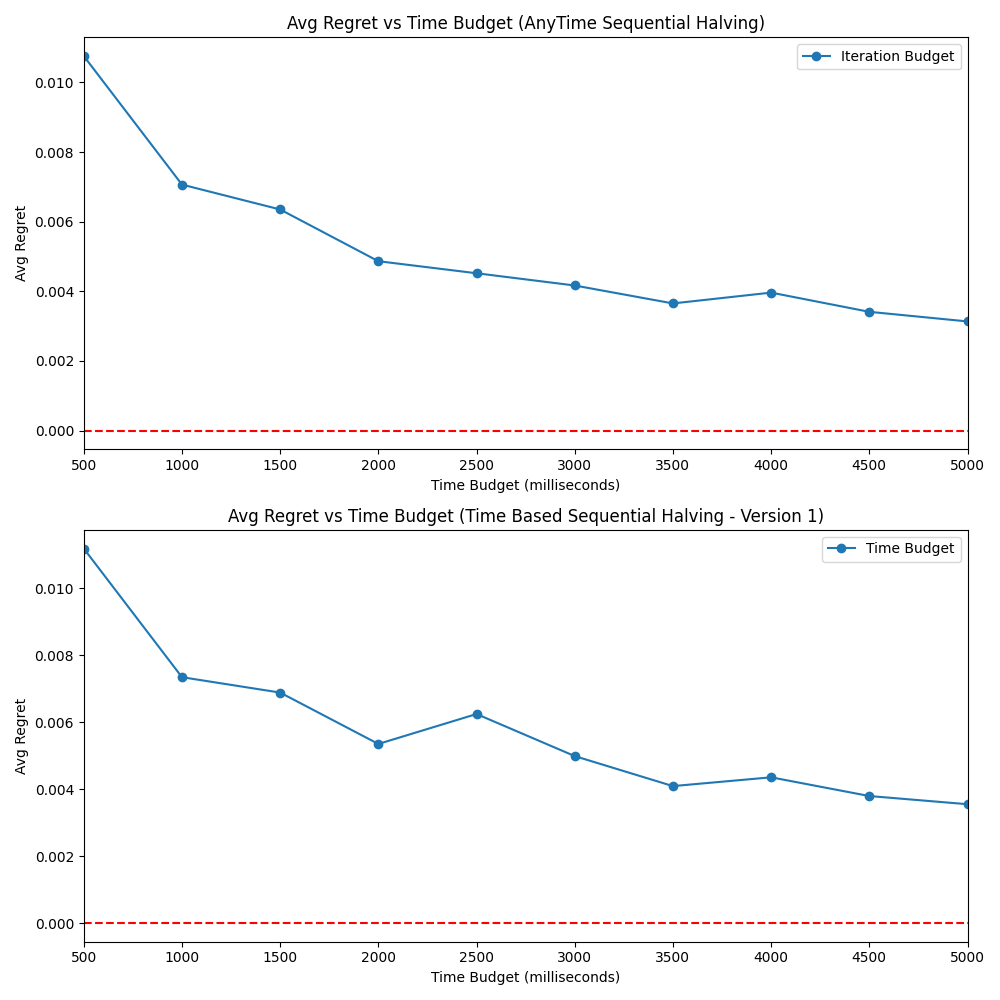 Avg Regret vs Time Budget (AnyTime Sequential Halving)
Iteration Budget
0.010
0.008
0.006
0.004
0.002
0.000
Avg Regret
500 1000 1500 2000 2500 3000 3500 4000 4500 5000
Time Budget (milliseconds)
Avg Regret vs Time Budget (Time Based Sequential Halving - Version 1)
Time Budget
0.010
0.008
0.006
0.004
0.002
0.000
Avg Regret
500 1000 1500 2000 2500 3000 3500 4000 4500 5000
Time Budget (milliseconds)